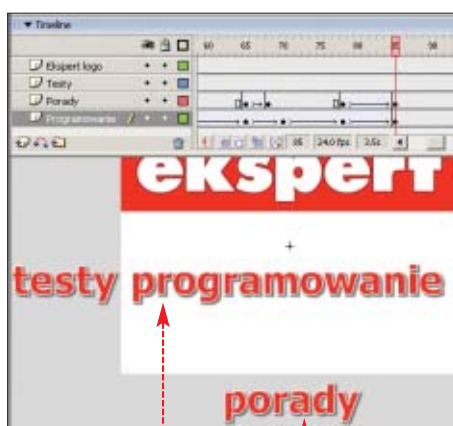 Timeline
60 65 70 75 80 85 90
Ekspert logo
Testy
Porady
Programowanie
85 24.0 fps 3.5s
ekspert
testy programowanie
porady